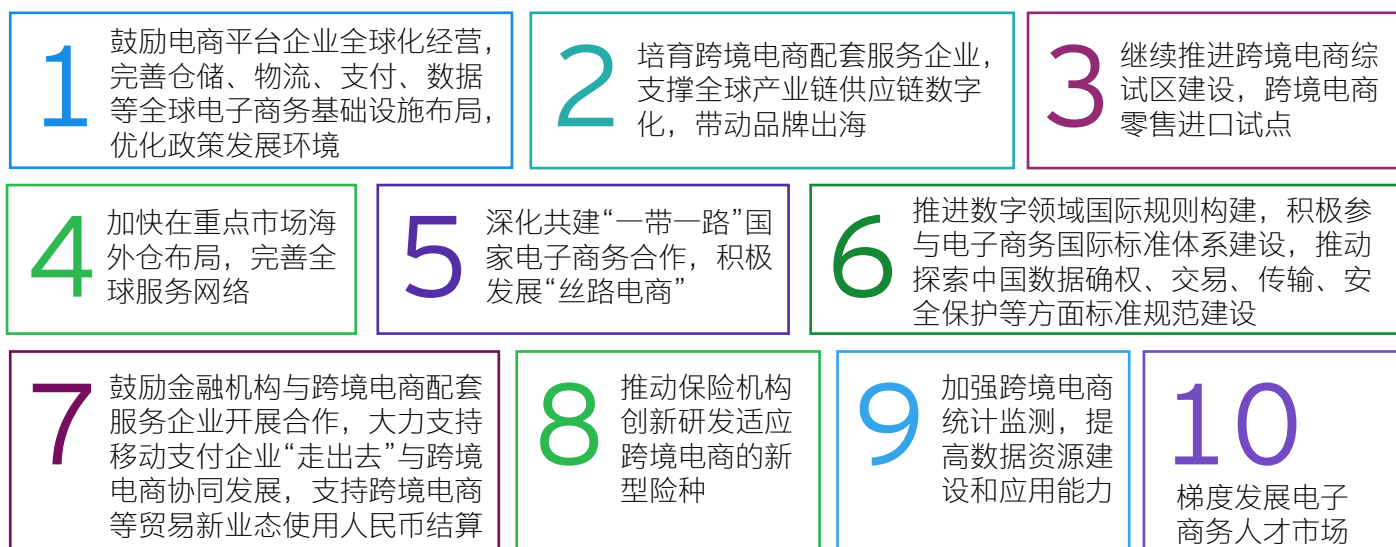 1
鼓励电商平台企业全球化经营，
完善仓储、物流、支付、数据
等全球电子商务基础设施布局，
优化政策发展环境
2
培育跨境电商配套服务企业，
支撑全球产业链供应链数字
化，带动品牌出海
3
继续推进跨境电商综
试区建设，跨境电商
零售进口试点
4
加快在重点市场海
外仓布局，完善全
球服务网络
5
深化共建“一带一路”国
家电子商务合作，积极
发展“丝路电商”
6
推进数字领域国际规则构建，积极参
与电子商务国际标准体系建设，推动
探索中国数据确权、交易、传输、安
全保护等方面标准规范建设
7
鼓励金融机构与跨境电商配套
服务企业开展合作，大力支持
移动支付企业“走出去”与跨境
电商协同发展，支持跨境电商
等贸易新业态使用人民币结算
8
推动保险机构
创新研发适应
跨境电商的新
型险种
9
加强跨境电商
统计监测，提
高数据资源建
设和应用能力
10
梯度发展电子
商务人才市场